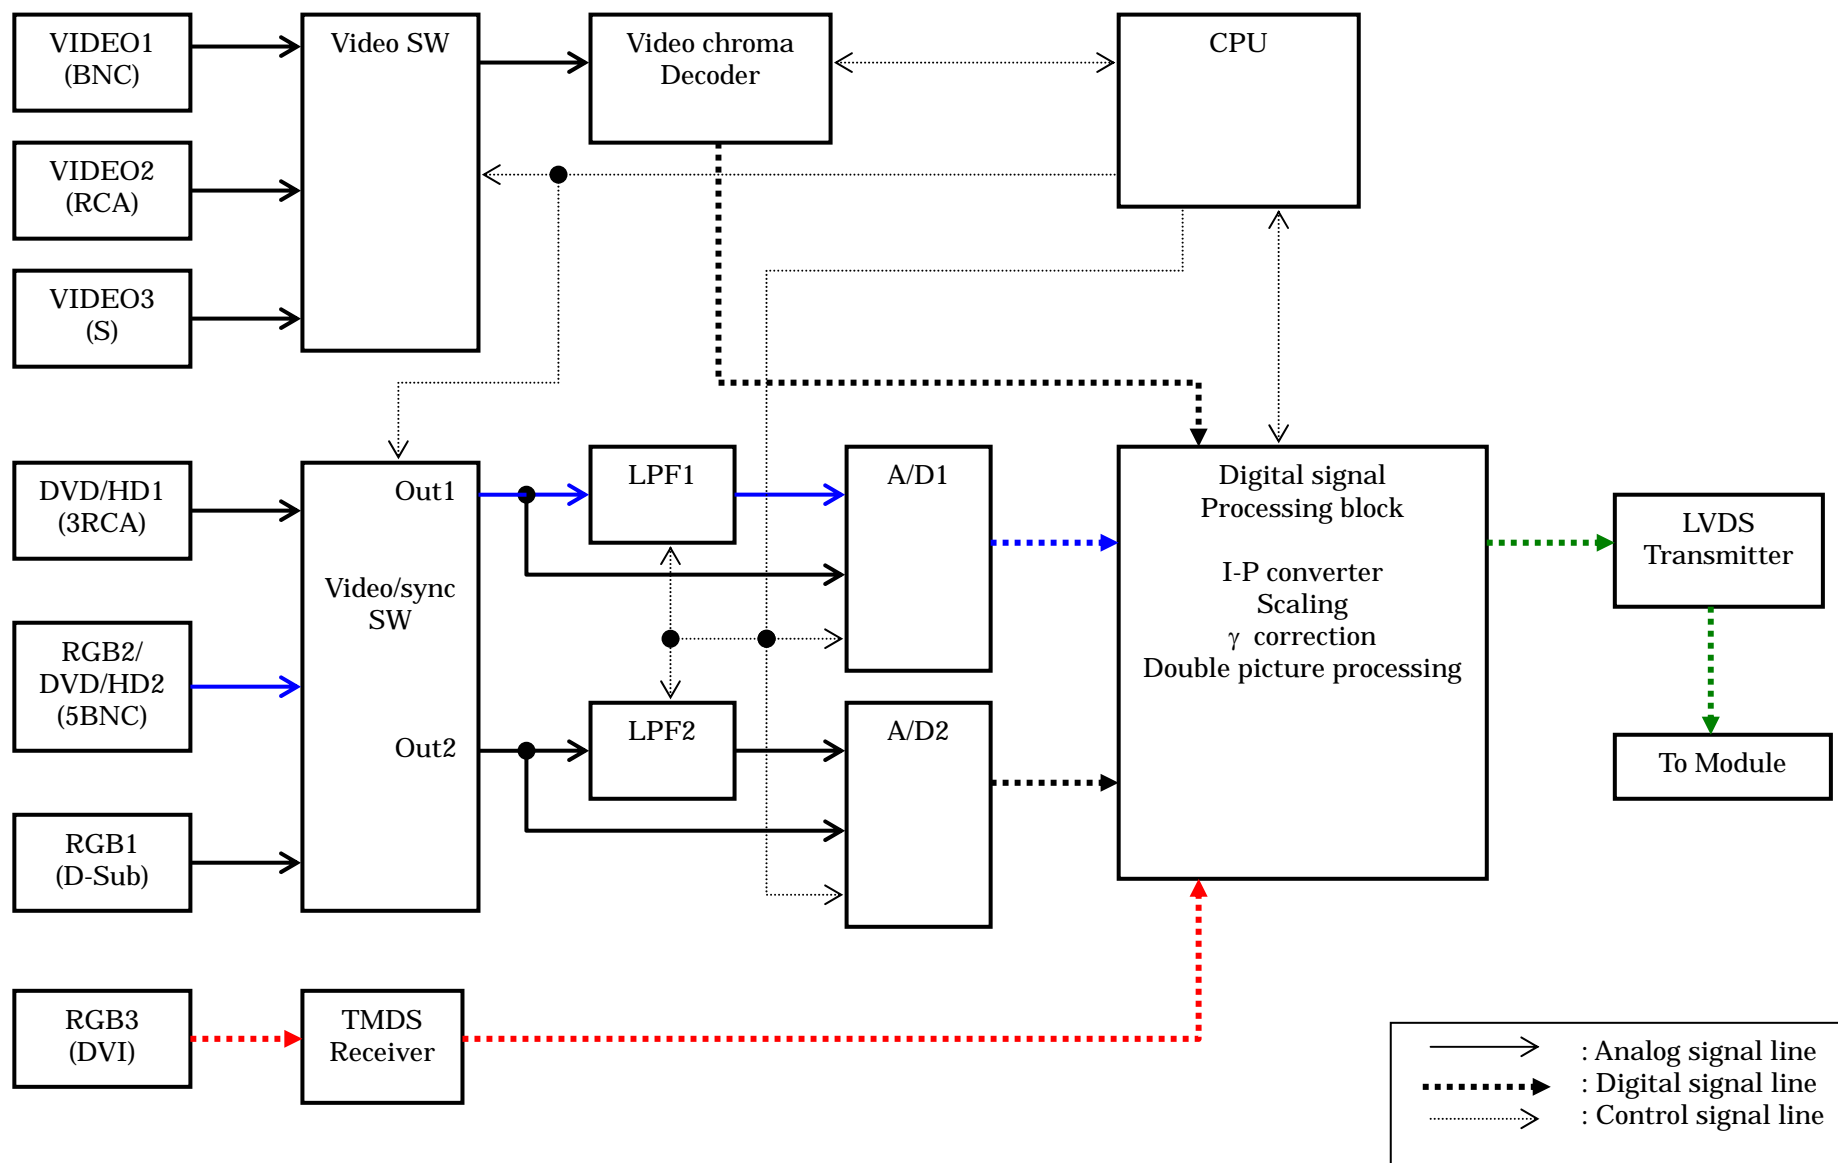 VIDEO1
(BNC)
Video SW
Video chroma
Decoder
CPU
VIDEO2
(RCA)
VIDEO3
(S)
DVD/HD1
(3RCA)
Out1
Video/sync
SW
Out2
LPF1
A/D1
Digital signal
Processing block
I-P converter
Scaling
γ correction
Double picture processing
LVDS
Transmitter
RGB2/
DVD/HD2
(5BNC)
LPF2
A/D2
To Module
RGB1
(D-Sub)
RGB3
(DVI)
TMDS
Receiver
: Analog signal line
: Digital signal line
: Control signal line